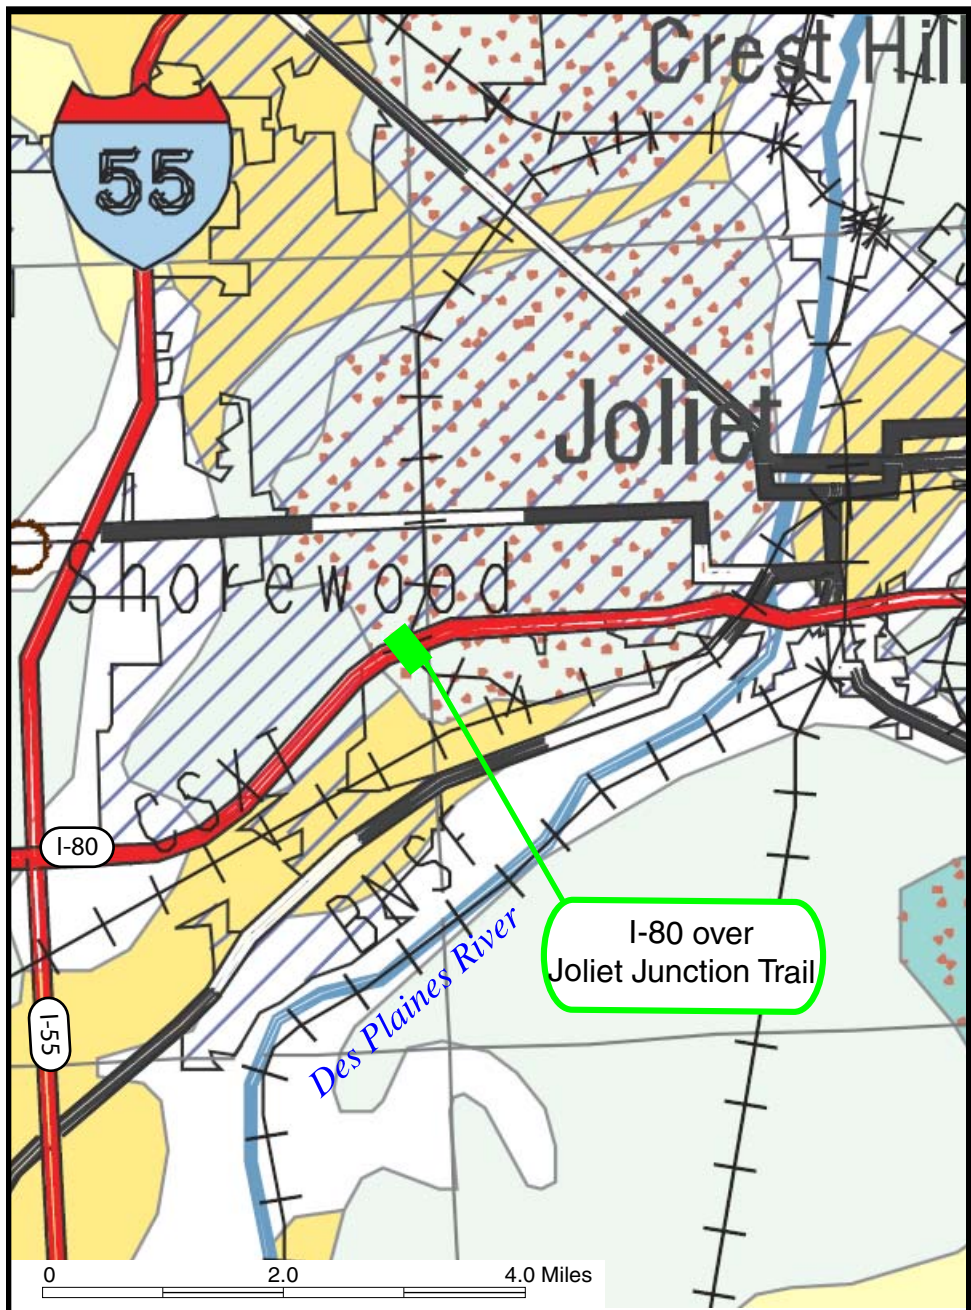 Crest Hill
55
Joliet
Shorewood
CSXT
I-80
BNSF
I-80 over
Joliet Junction Trail
Des Plaines River
I-55
0 2.0 4.0 Miles